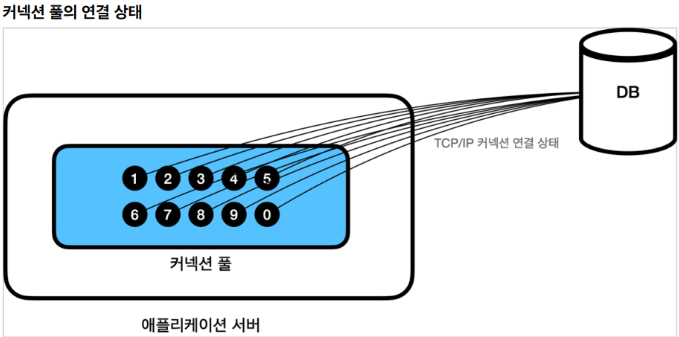 커넥션 풀의 연결 상태
DB
TCP/IP 커넥션 연결 상태
1 2 3 4 5
6 7 8 9 0
커넥션 풀
애플리케이션 서버